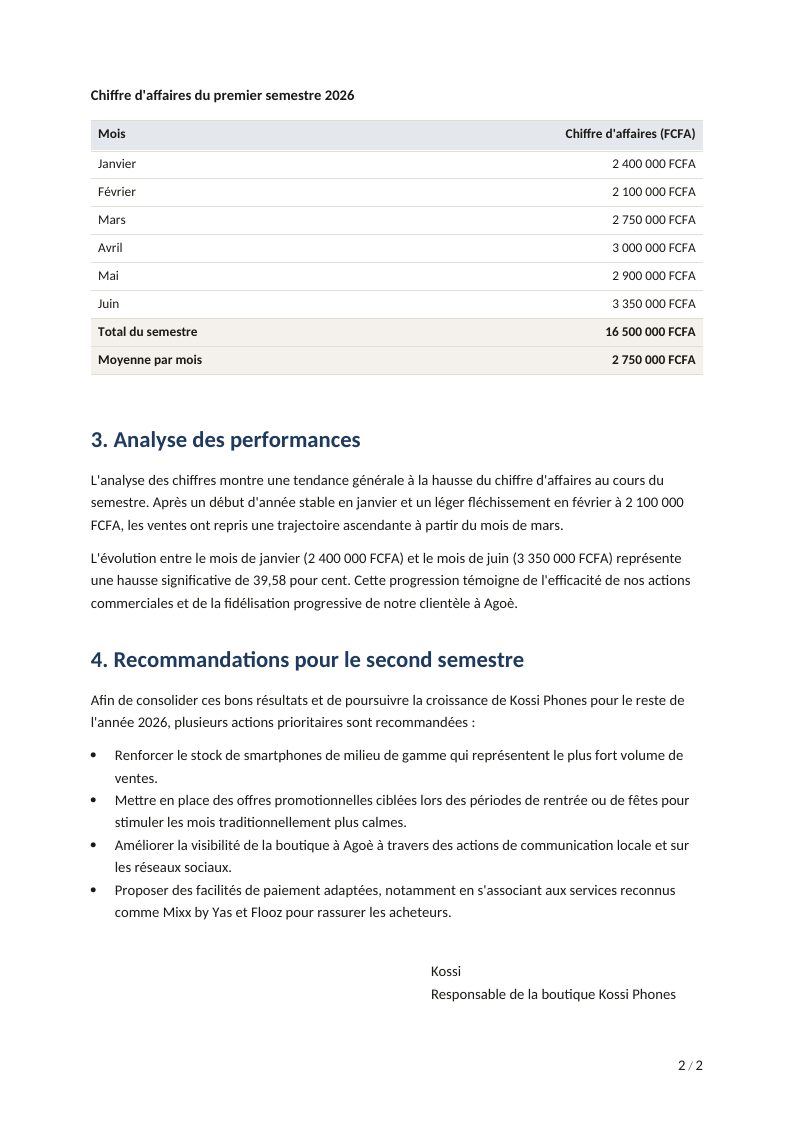 Chiffre d'affaires du premier semestre 2026
Mois Chiffre d'affaires (FCFA)
Janvier 2 400 000 FCFA
Février 2 100 000 FCFA
Mars 2 750 000 FCFA
Avril 3 000 000 FCFA
Mai 2 900 000 FCFA
Juin 3 350 000 FCFA
Total du semestre 16 500 000 FCFA
Moyenne par mois 2 750 000 FCFA
3. Analyse des performances
L'analyse des chiffres montre une tendance générale à la hausse du chiffre d'affaires au cours du
semestre. Après un début d'année stable en janvier et un léger fléchissement en février à 2 100 000
FCFA, les ventes ont repris une trajectoire ascendante à partir du mois de mars.
L'évolution entre le mois de janvier (2 400 000 FCFA) et le mois de juin (3 350 000 FCFA) représente
une hausse significative de 39,58 pour cent. Cette progression témoigne de l'efficacité de nos actions
commerciales et de la fidélisation progressive de notre clientèle à Agoè.
4. Recommandations pour le second semestre
Afin de consolider ces bons résultats et de poursuivre la croissance de Kossi Phones pour le reste de
l'année 2026, plusieurs actions prioritaires sont recommandées :
• Renforcer le stock de smartphones de milieu de gamme qui représentent le plus fort volume de
ventes.
• Mettre en place des offres promotionnelles ciblées lors des périodes de rentrée ou de fêtes pour
stimuler les mois traditionnellement plus calmes.
• Améliorer la visibilité de la boutique à Agoè à travers des actions de communication locale et sur
les réseaux sociaux.
• Proposer des facilités de paiement adaptées, notamment en s'associant aux services reconnus
comme Mixx by Yas et Flooz pour rassurer les acheteurs.
Kossi
Responsable de la boutique Kossi Phones
2 / 2